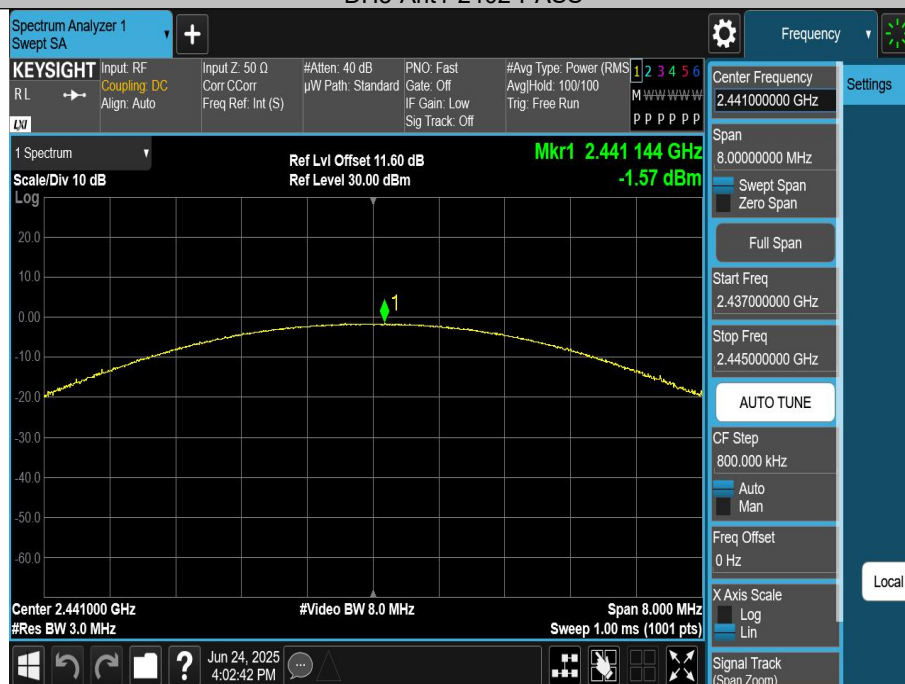 Spectrum Analyzer 1
Swept SA
Frequency
KEYSIGHT
RL
LXI
Input: RF
Coupling: DC
Align: Auto
Input Z: 50 Ω
Corr CCorr
Freq Ref: Int (S)
#Atten: 40 dB
µW Path: Standard
PNO: Fast
Gate: Off
IF Gain: Low
Sig Track: Off
#Avg Type: Power (RMS
Avg|Hold: 100/100
Trig: Free Run
1 2 3 4 5 6
M W W W W W
P P P P P P
Center Frequency
2.441000000 GHz
Settings
Span
8.00000000 MHz
Swept Span
Zero Span
Full Span
Start Freq
2.437000000 GHz
Stop Freq
2.445000000 GHz
AUTO TUNE
CF Step
800.000 kHz
Auto
Man
Freq Offset
0 Hz
X Axis Scale
Log
Lin
Signal Track
(Span Zoom)
Local
1 Spectrum
Scale/Div 10 dB
Log
Ref Lvl Offset 11.60 dB
Ref Level 30.00 dBm
Mkr1 2.441 144 GHz
-1.57 dBm
1
20.0
10.0
0.00
-10.0
-20.0
-30.0
-40.0
-50.0
-60.0
Center 2.441000 GHz
#Res BW 3.0 MHz
#Video BW 8.0 MHz
Span 8.000 MHz
Sweep 1.00 ms (1001 pts)
?
Jun 24, 2025
4:02:42 PM